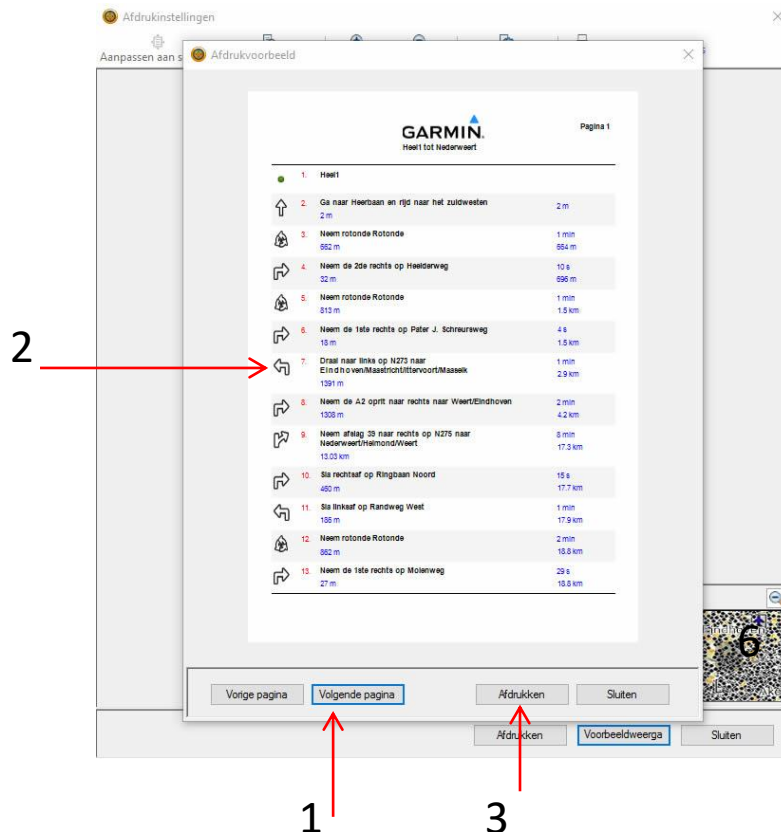 Afdrukinstellingen
Aanpassen aan s
Afdrukvoorbeeld
GARMIN.
Pagina 1
Heel1 tot Nederweert
1. Heel1
2. Ga naar Heerbaan en rijd naar het zuidwesten
2 m
2 m
3. Neem rotonde Rotonde
1 min
662 m
664 m
4. Neem de 2de rechts op Heelderweg
10 s
32 m
696 m
5. Neem rotonde Rotonde
1 min
813 m
1.5 km
6. Neem de 1ste rechts op Pater J. Schreursweg
4 s
18 m
1.5 km
2
7. Draai naar links op N273 naar
1 min
Eindhoven/Maastricht/Ittervoort/Maaseik
2.9 km
1391 m
8. Neem de A2 oprit naar rechts naar Weert/Eindhoven
2 min
1308 m
4.2 km
9. Neem afslag 39 naar rechts op N275 naar
8 min
Nederweert/Helmond/Weert
17.3 km
13.03 km
10. Sla rechtsaf op Ringbaan Noord
15 s
460 m
17.7 km
11. Sla linksaf op Randweg West
1 min
186 m
17.9 km
12. Neem rotonde Rotonde
2 min
862 m
18.8 km
13. Neem de 1ste rechts op Molenweg
29 s
27 m
18.8 km
6
Vorige pagina
Volgende pagina
Afdrukken
Sluiten
Afdrukken
Voorbeeldweerga
Sluiten
1
3